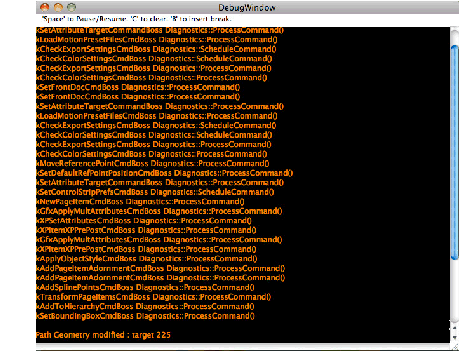 DebugWindow
'Space' to Pause/Resume. 'C' to clear. 'B' to insert break.
kSetAttributeTargetCommandBoss Diagnostics::ProcessCommand()
kLoadMotionPresetFilesCmdBoss Diagnostics::ProcessCommand()
kCheckExportSettingsCmdBoss Diagnostics::ScheduleCommand()
kCheckColorSettingsCmdBoss Diagnostics::ScheduleCommand()
kCheckExportSettingsCmdBoss Diagnostics::ProcessCommand()
kCheckColorSettingsCmdBoss Diagnostics::ProcessCommand()
kSetFrontDocCmdBoss Diagnostics::ProcessCommand()
kSetFrontDocCmdBoss Diagnostics::ProcessCommand()
kSetAttributeTargetCommandBoss Diagnostics::ProcessCommand()
kLoadMotionPresetFilesCmdBoss Diagnostics::ProcessCommand()
kCheckExportSettingsCmdBoss Diagnostics::ScheduleCommand()
kCheckColorSettingsCmdBoss Diagnostics::ScheduleCommand()
kCheckExportSettingsCmdBoss Diagnostics::ProcessCommand()
kCheckColorSettingsCmdBoss Diagnostics::ProcessCommand()
kMoveReferencePointCmdBoss Diagnostics::ProcessCommand()
kSetDefaultRefPointPositionCmdBoss Diagnostics::ProcessCommand()
kSetAttributeTargetCommandBoss Diagnostics::ProcessCommand()
kSetControlStripPrefsCmdBoss Diagnostics::ScheduleCommand()
kNewPageItemCmdBoss Diagnostics::ProcessCommand()
kGfxApplyMultAttributesCmdBoss Diagnostics::ProcessCommand()
kXPSetAttributesCmdBoss Diagnostics::ProcessCommand()
kXPItemXPPrePostCmdBoss Diagnostics::ProcessCommand()
kGfxApplyMultAttributesCmdBoss Diagnostics::ProcessCommand()
kXPItemXPPrePostCmdBoss Diagnostics::ProcessCommand()
kApplyObjectStyleCmdBoss Diagnostics::ProcessCommand()
kAddPageItemAdornmentCmdBoss Diagnostics::ProcessCommand()
kAddPageItemAdornmentCmdBoss Diagnostics::ProcessCommand()
kAddSplinePointsCmdBoss Diagnostics::ProcessCommand()
kTransformPageItemsCmdBoss Diagnostics::ProcessCommand()
kAddToHierarchyCmdBoss Diagnostics::ProcessCommand()
kSetBoundingBoxCmdBoss Diagnostics::ProcessCommand()
Path Geometry modified : target 225